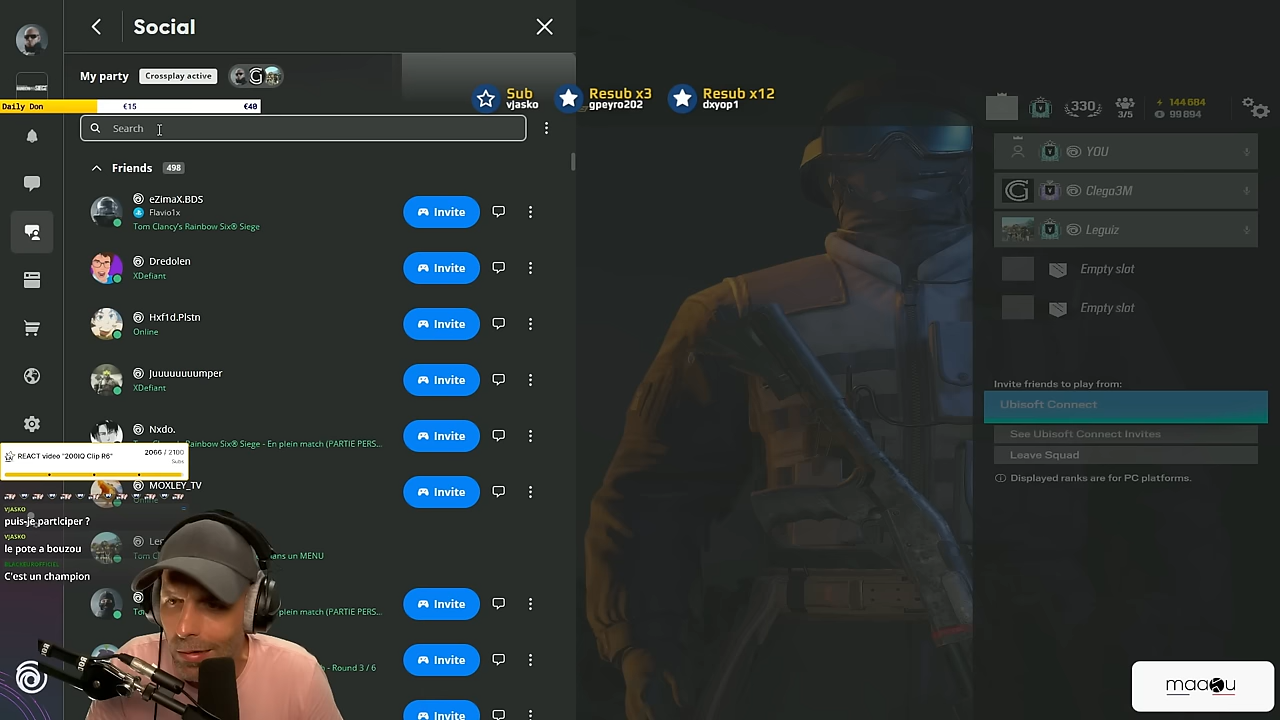 Social
My party
Crossplay active
Daily Don
€15
€40
Search
Friends
498
eZimaX.BDS
Flavio1x
Tom Clancy's Rainbow Six® Siege
Invite
Dredolen
XDefiant
Invite
Hxf1d.Plstn
Online
Invite
Juuuuuuuumper
XDefiant
Invite
Nxdo.
Rainbow Six® Siege - En plein match (PARTIE PERS...
Invite
MOXLEY_TV
Invite
ans un MENU
plein match (PARTIE PERS...
Invite
- Round 3 / 6
Invite
Invite
REACT video "200IQ Clip R6"
2066 / 2100
Subs
VJASKO
puis-je participer ?
VJASKO
le pote a bouzou
BLACKBUROFFICIEL
C'est un champion
Sub
vjasko
Resub x3
gpeyro202
Resub x12
dxyop1
330
3/5
144 684
99 894
YOU
Clega3M
Leguiz
Empty slot
Empty slot
Invite friends to play from:
Ubisoft Connect
See Ubisoft Connect Invites
Leave Squad
Displayed ranks are for PC platforms.